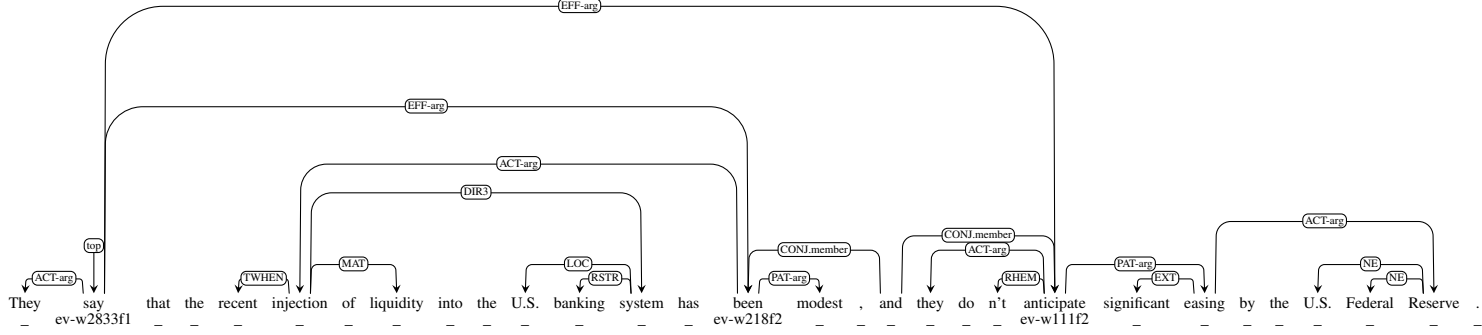 EFF-arg
EFF-arg
ACT-arg
DIR3
ACT-arg
CONJ.member
top CONJ.member ACT-arg
ACT-arg TWHEN MAT LOC RSTR PAT-arg RHEM PAT-arg EXT NE NE
They say that the recent injection of liquidity into the U.S. banking system has been modest , and they do n't anticipate significant easing by the U.S. Federal Reserve .
_ ev-w2833f1 _ _ _ _ _ _ _ _ _ _ _ _ ev-w218f2 _ _ _ _ _ _ ev-w111f2 _ _ _ _ _ _ _ _